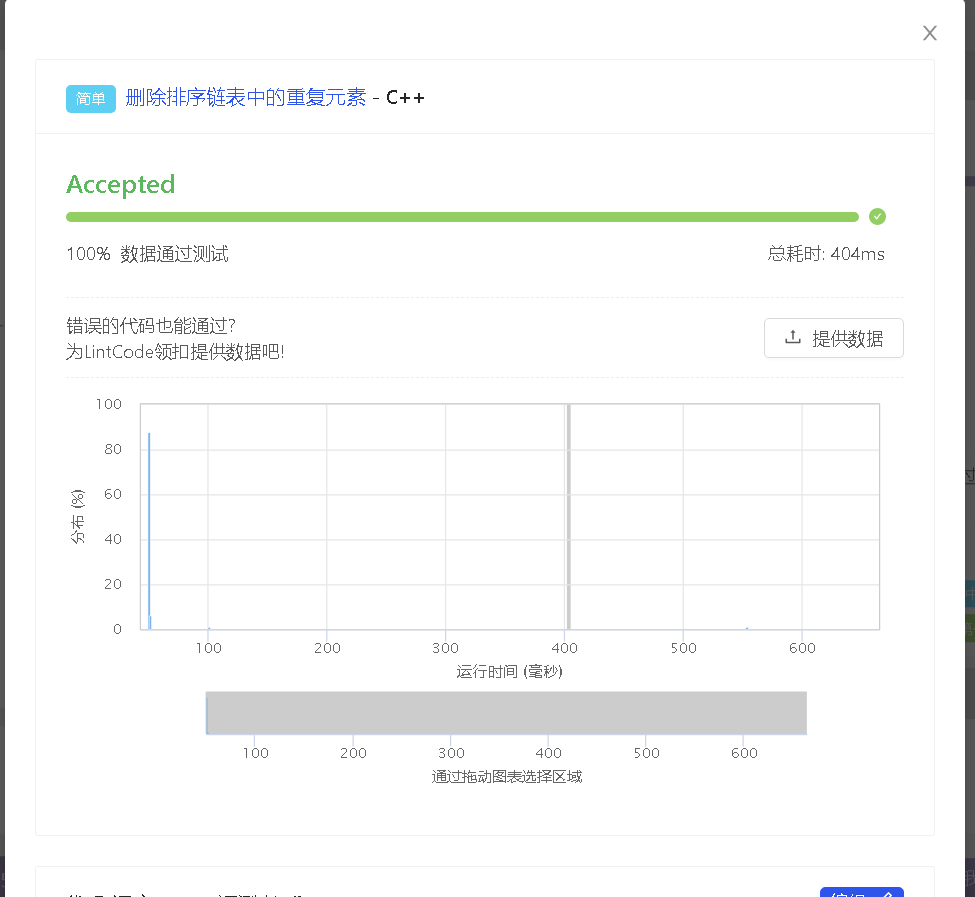 简单 删除排序链表中的重复元素 - C++
Accepted
100% 数据通过测试
总耗时: 404ms
错误的代码也能通过?
为LintCode领扣提供数据吧!
提供数据
100
80
60
40
20
0
分布 (%)
100 200 300 400 500 600
运行时间 (毫秒)
100 200 300 400 500 600
通过拖动图表选择区域